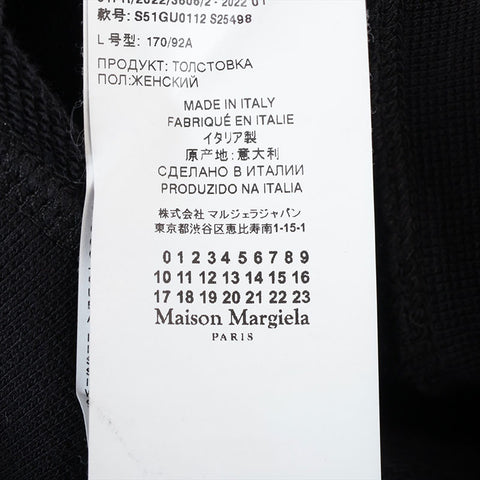 款号: S51GU0112 S25498
L 号型: 170/92A
ПРОДУКТ: ТОЛСТОВКА
ПОЛ:ЖЕНСКИЙ
MADE IN ITALY
FABRIQUÉ EN ITALIE
イタリア製
原产地: 意大利
СДЕЛАНО В ИТАЛИИ
PRODUZIDO NA ITALIA
株式会社 マルジェラジャパン
東京都渋谷区恵比寿南1-15-1
0 1 2 3 4 5 6 7 8 9
10 11 12 13 14 15 16
17 18 19 20 21 22 23
Maison Margiela
PARIS